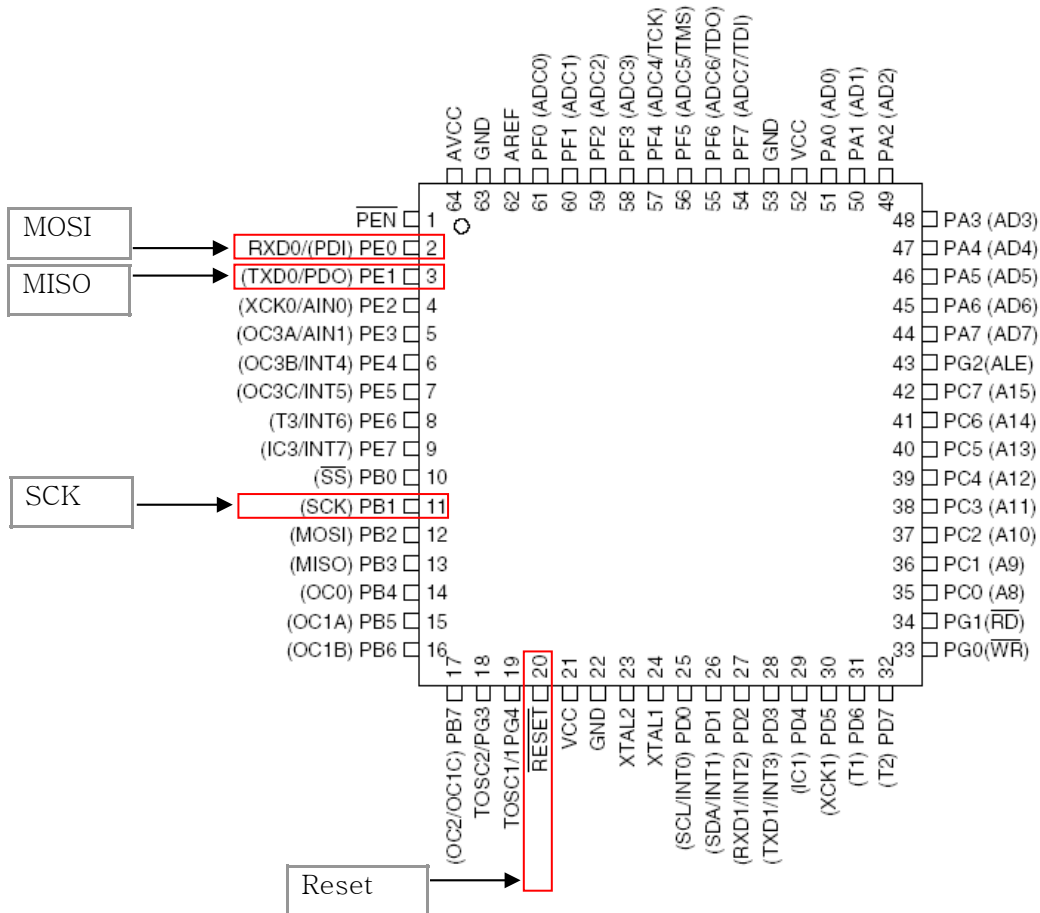 AVCC
GND
AREF
PF0 (ADC0)
PF1 (ADC1)
PF2 (ADC2)
PF3 (ADC3)
PF4 (ADC4/TCK)
PF5 (ADC5/TMS)
PF6 (ADC6/TDO)
PF7 (ADC7/TDI)
GND
VCC
PA0 (AD0)
PA1 (AD1)
PA2 (AD2)
64
63
62
61
60
59
58
57
56
55
54
53
52
51
50
49
MOSI
MISO
SCK
Reset
PEN 1
RXD0/(PDI) PE0 2
(TXD0/PDO) PE1 3
(XCK0/AIN0) PE2 4
(OC3A/AIN1) PE3 5
(OC3B/INT4) PE4 6
(OC3C/INT5) PE5 7
(T3/INT6) PE6 8
(IC3/INT7) PE7 9
(SS) PB0 10
(SCK) PB1 11
(MOSI) PB2 12
(MISO) PB3 13
(OC0) PB4 14
(OC1A) PB5 15
(OC1B) PB6 16
48 PA3 (AD3)
47 PA4 (AD4)
46 PA5 (AD5)
45 PA6 (AD6)
44 PA7 (AD7)
43 PG2(ALE)
42 PC7 (A15)
41 PC6 (A14)
40 PC5 (A13)
39 PC4 (A12)
38 PC3 (A11)
37 PC2 (A10)
36 PC1 (A9)
35 PC0 (A8)
34 PG1(RD)
33 PG0(WR)
17
18
19
20
21
22
23
24
25
26
27
28
29
30
31
32
(OC2/OC1C) PB7
TOSC2/PG3
TOSC1/1PG4
RESET
VCC
GND
XTAL2
XTAL1
(SCL/INT0) PD0
(SDA/INT1) PD1
(RXD1/INT2) PD2
(TXD1/INT3) PD3
(IC1) PD4
(XCK1) PD5
(T1) PD6
(T2) PD7